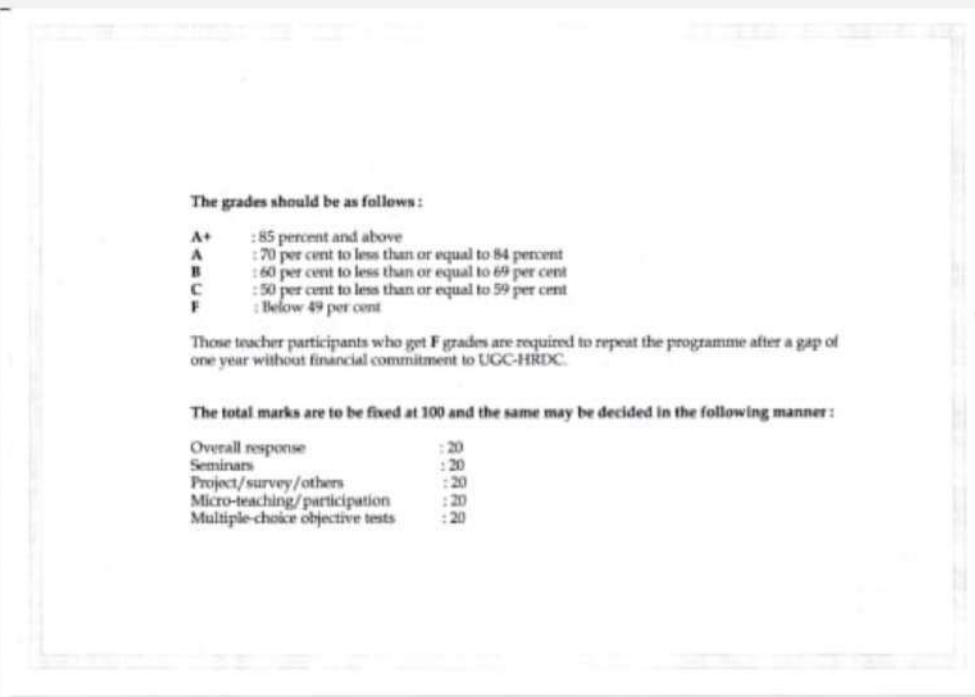 The grades should be as follows :
A+ : 85 percent and above
A : 70 per cent to less than or equal to 84 percent
B : 60 per cent to less than or equal to 69 per cent
C : 50 per cent to less than or equal to 59 per cent
F : Below 49 per cent
Those teacher participants who get F grades are required to repeat the programme after a gap of
one year without financial commitment to UGC-HRDC.
The total marks are to be fixed at 100 and the same may be decided in the following manner :
Overall response : 20
Seminars : 20
Project/survey/others : 20
Micro-teaching/participation : 20
Multiple-choice objective tests : 20